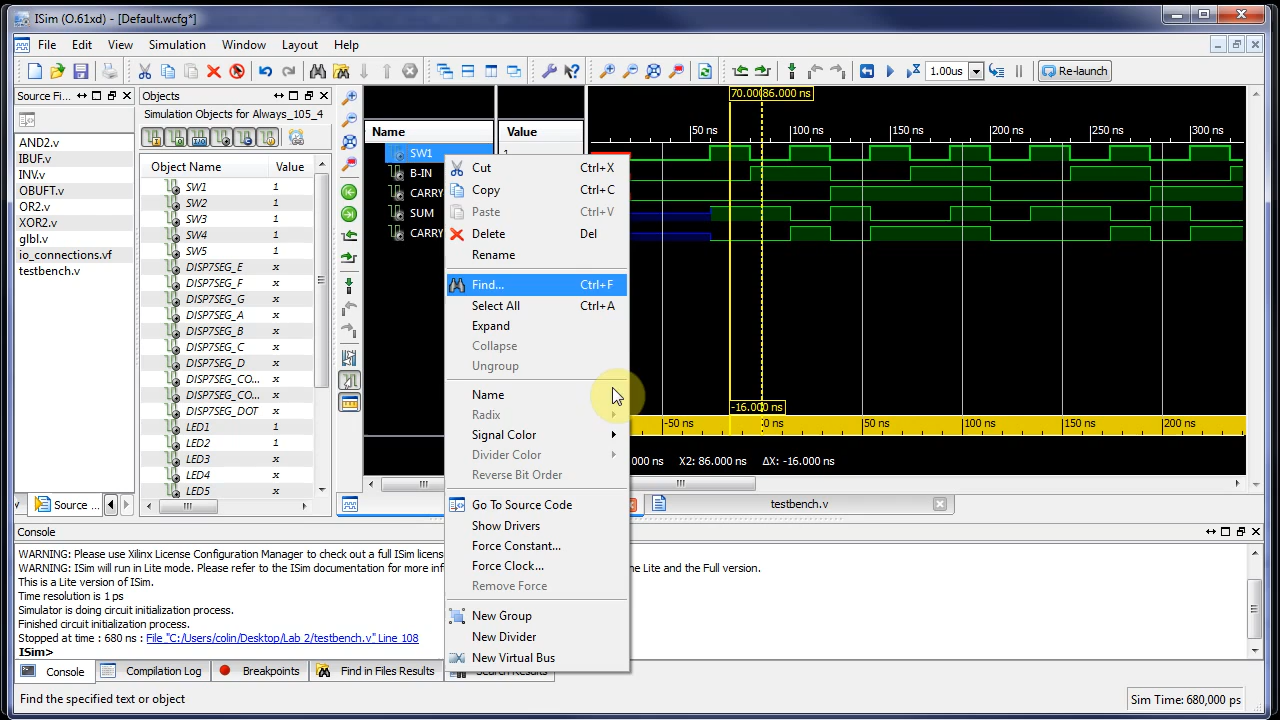 ISim (O.61xd) - [Default.wcfg*]
File Edit View Simulation Window Layout Help
1.00us Re-launch
Source Fi...
AND2.v
IBUF.v
INV.v
OBUFT.v
OR2.v
XOR2.v
glbl.v
io_connections.vf
testbench.v
Source ...
Objects
Simulation Objects for Always_105_4
Object Name Value
SW1 1
SW2 1
SW3 1
SW4 1
SW5 1
DISP7SEG_E x
DISP7SEG_F x
DISP7SEG_G x
DISP7SEG_A x
DISP7SEG_B x
DISP7SEG_C x
DISP7SEG_D x
DISP7SEG_CO... x
DISP7SEG_CO... x
DISP7SEG_DOT x
LED1 x
LED2 x
LED3 x
LED4 x
LED5 x
Name Value
SW1 1
B-IN
CARRY
SUM
CARRY
Cut Ctrl+X
Copy Ctrl+C
Paste Ctrl+V
Delete Del
Rename
Find... Ctrl+F
Select All Ctrl+A
Expand
Collapse
Ungroup
Name
Radix
Signal Color
Divider Color
Reverse Bit Order
Go To Source Code
Show Drivers
Force Constant...
Force Clock...
Remove Force
New Group
New Divider
New Virtual Bus
86.000 ns
50 ns 100 ns 150 ns 200 ns 250 ns 300 ns
-16.000 ns
-50 ns 0 ns 50 ns 100 ns 150 ns
000 ns X2: 86.000 ns ΔX: -16.000 ns
testbench.v
Console
WARNING: Please use Xilinx License Configuration Manager to check out a full ISim licens
WARNING: ISim will run in Lite mode. Please refer to the ISim documentation for more inf
he Lite and the Full version.
This is a Lite version of ISim.
Time resolution is 1 ps
Simulator is doing circuit initialization process.
Finished circuit initialization process.
Stopped at time : 680 ns : File "C:/Users/colin/Desktop/Lab 2/testbench.v" Line 108
ISim>
Console Compilation Log Breakpoints Find in Files Results Search Results
Find the specified text or object
Sim Time: 680,000 ps